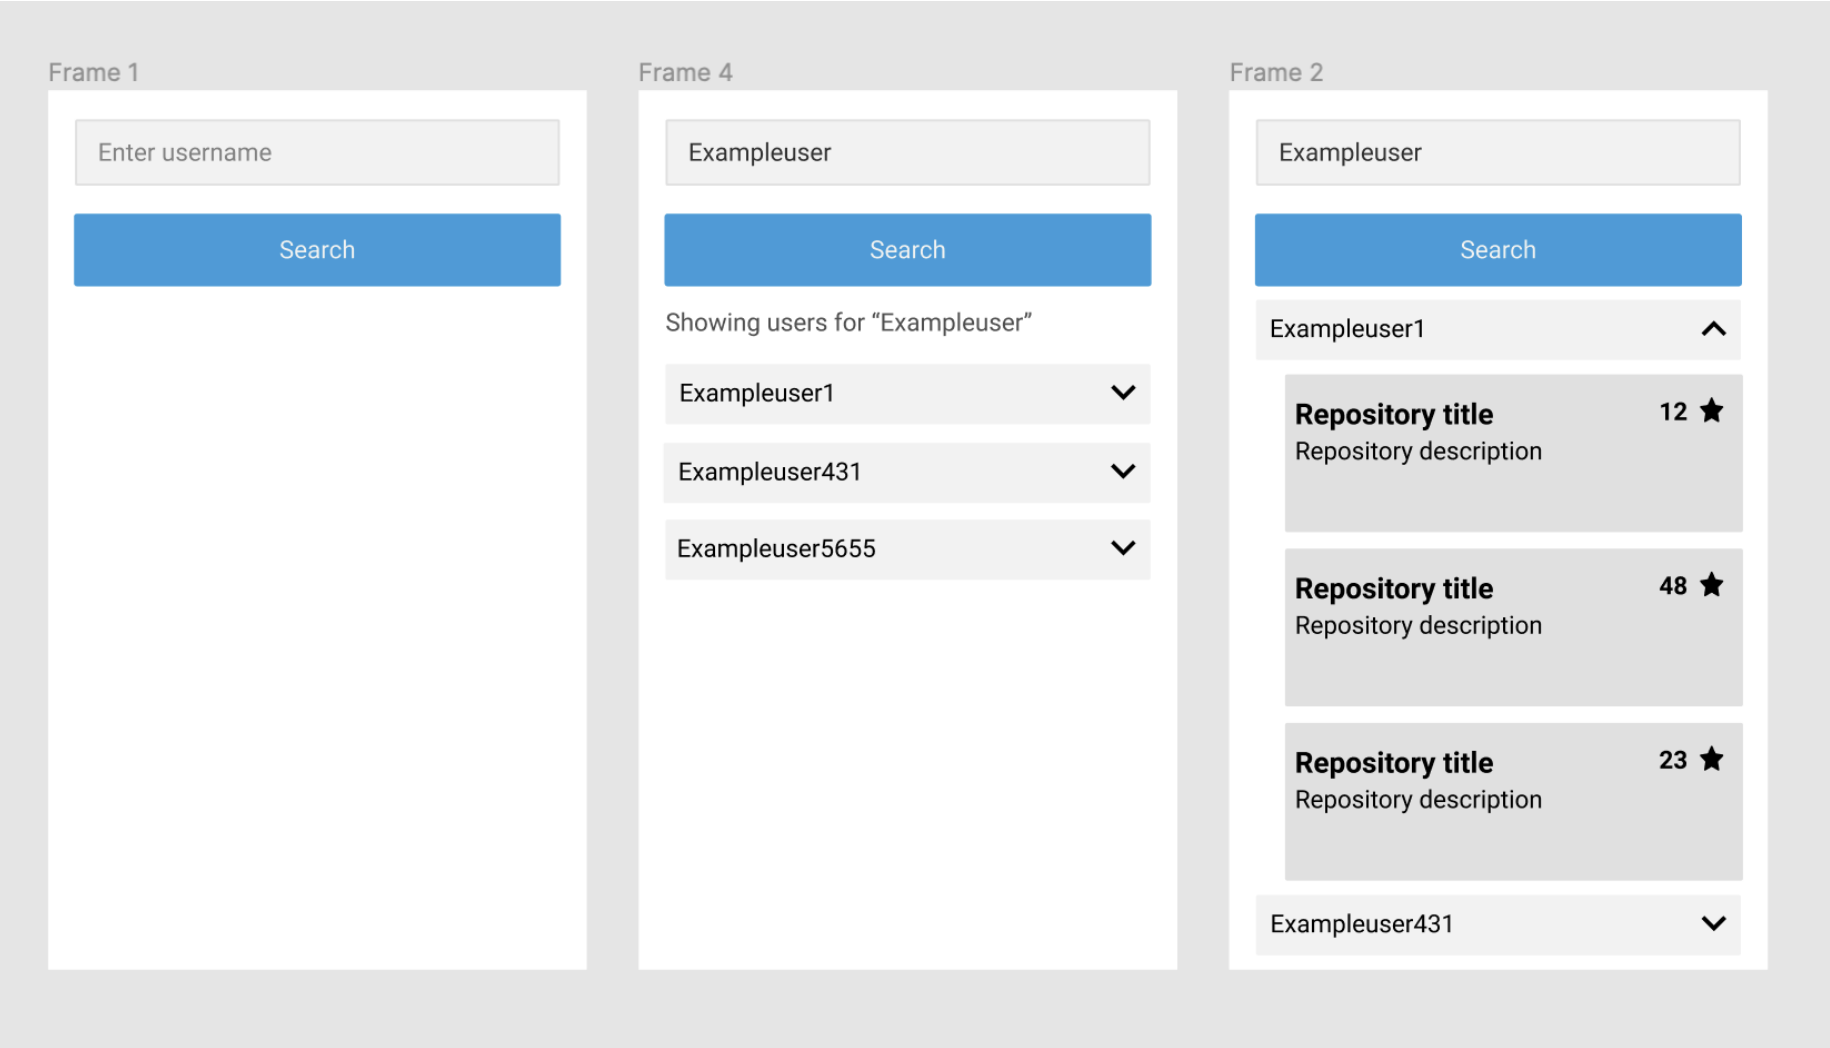 Frame 1
Enter username
Search
Frame 4
Exampleuser
Search
Showing users for “Exampleuser”
Exampleuser1
Exampleuser431
Exampleuser5655
Frame 2
Exampleuser
Search
Exampleuser1
Repository title 12
Repository description
Repository title 48
Repository description
Repository title 23
Repository description
Exampleuser431